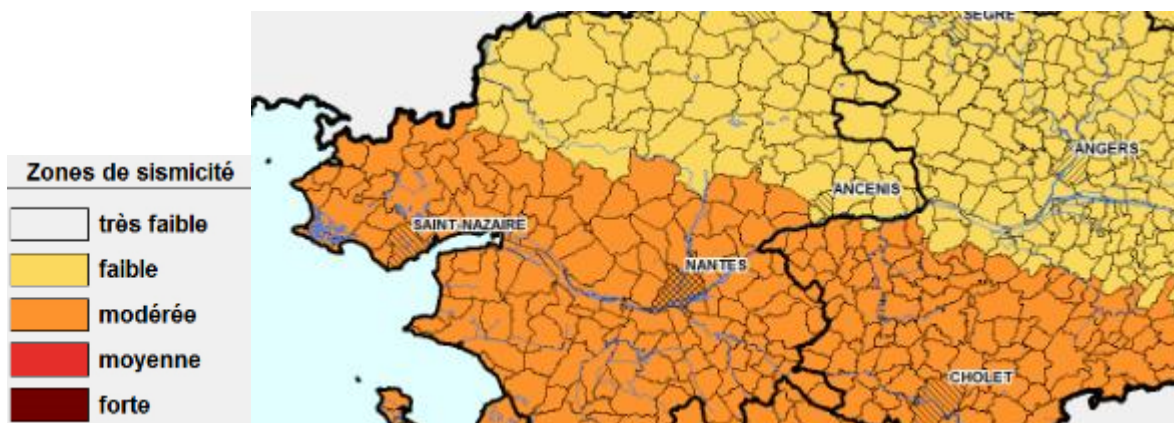 Zones de sismicité
très faible
faible
modérée
moyenne
forte
SEGRE
ANGERS
ANCENIS
SAINT-NAZAIRE
NANTES
CHOLET